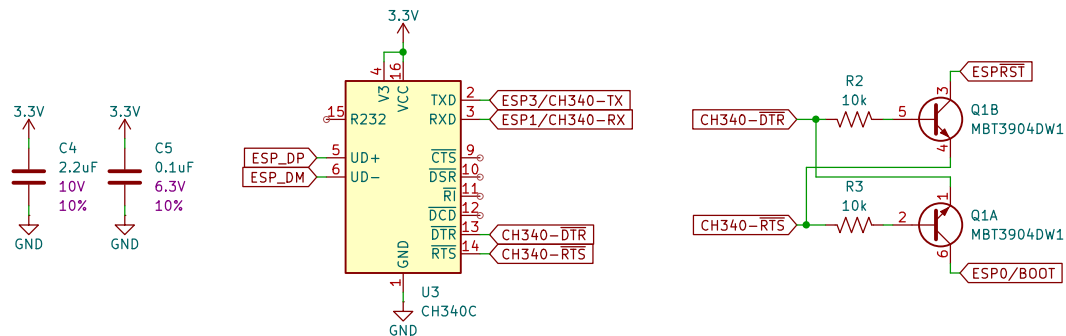 3.3V
C4
2.2uF
10V
10%
GND
3.3V
C5
0.1uF
6.3V
10%
GND
3.3V
4
16
V3
VCC
15
R232
TXD
2
ESP3/CH340-TX
RXD
3
ESP1/CH340-RX
ESP_DP
5
UD+
ESP_DM
6
UD-
CTS
9
DSR
10
RI
11
DCD
12
DTR
13
CH340-DTR
RTS
14
CH340-RTS
GND
1
U3
CH340C
GND
CH340-DTR
R2
10k
5
3
ESPRST
Q1B
MBT3904DW1
4
CH340-RTS
R3
10k
2
1
Q1A
MBT3904DW1
6
ESP0/BOOT